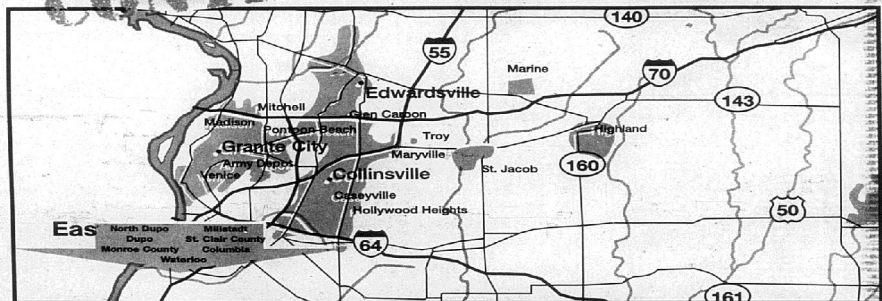 140
55
70
Marine
Edwardsville
143
Mitchell
Glen Carbon
Madison
Pontoon Beach
Highland
Troy
Granite City
Maryville
Army Depot
St. Jacob
160
Venice
Collinsville
Caseyville
Hollywood Heights
50
Eas
North Dupo
Millstadt
Dupo
St. Clair County
Monroe County
Columbia
Waterloo
64
161